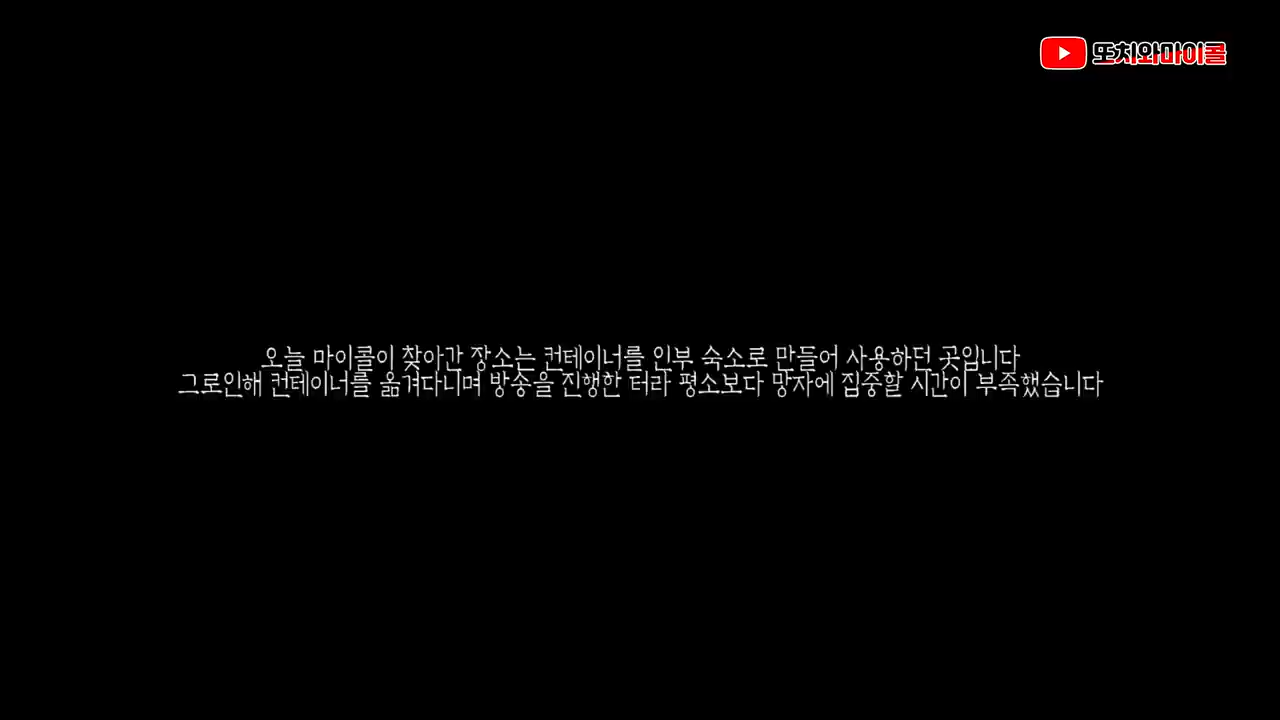 또치와마이콜
오늘 마이콜이 찾아간 장소는 컨테이너를 인부 숙소로 만들어 사용하던 곳입니다
그로인해 컨테이너를 옮겨다니며 방송을 진행한 터라 평소보다 망자에 집중할 시간이 부족했습니다